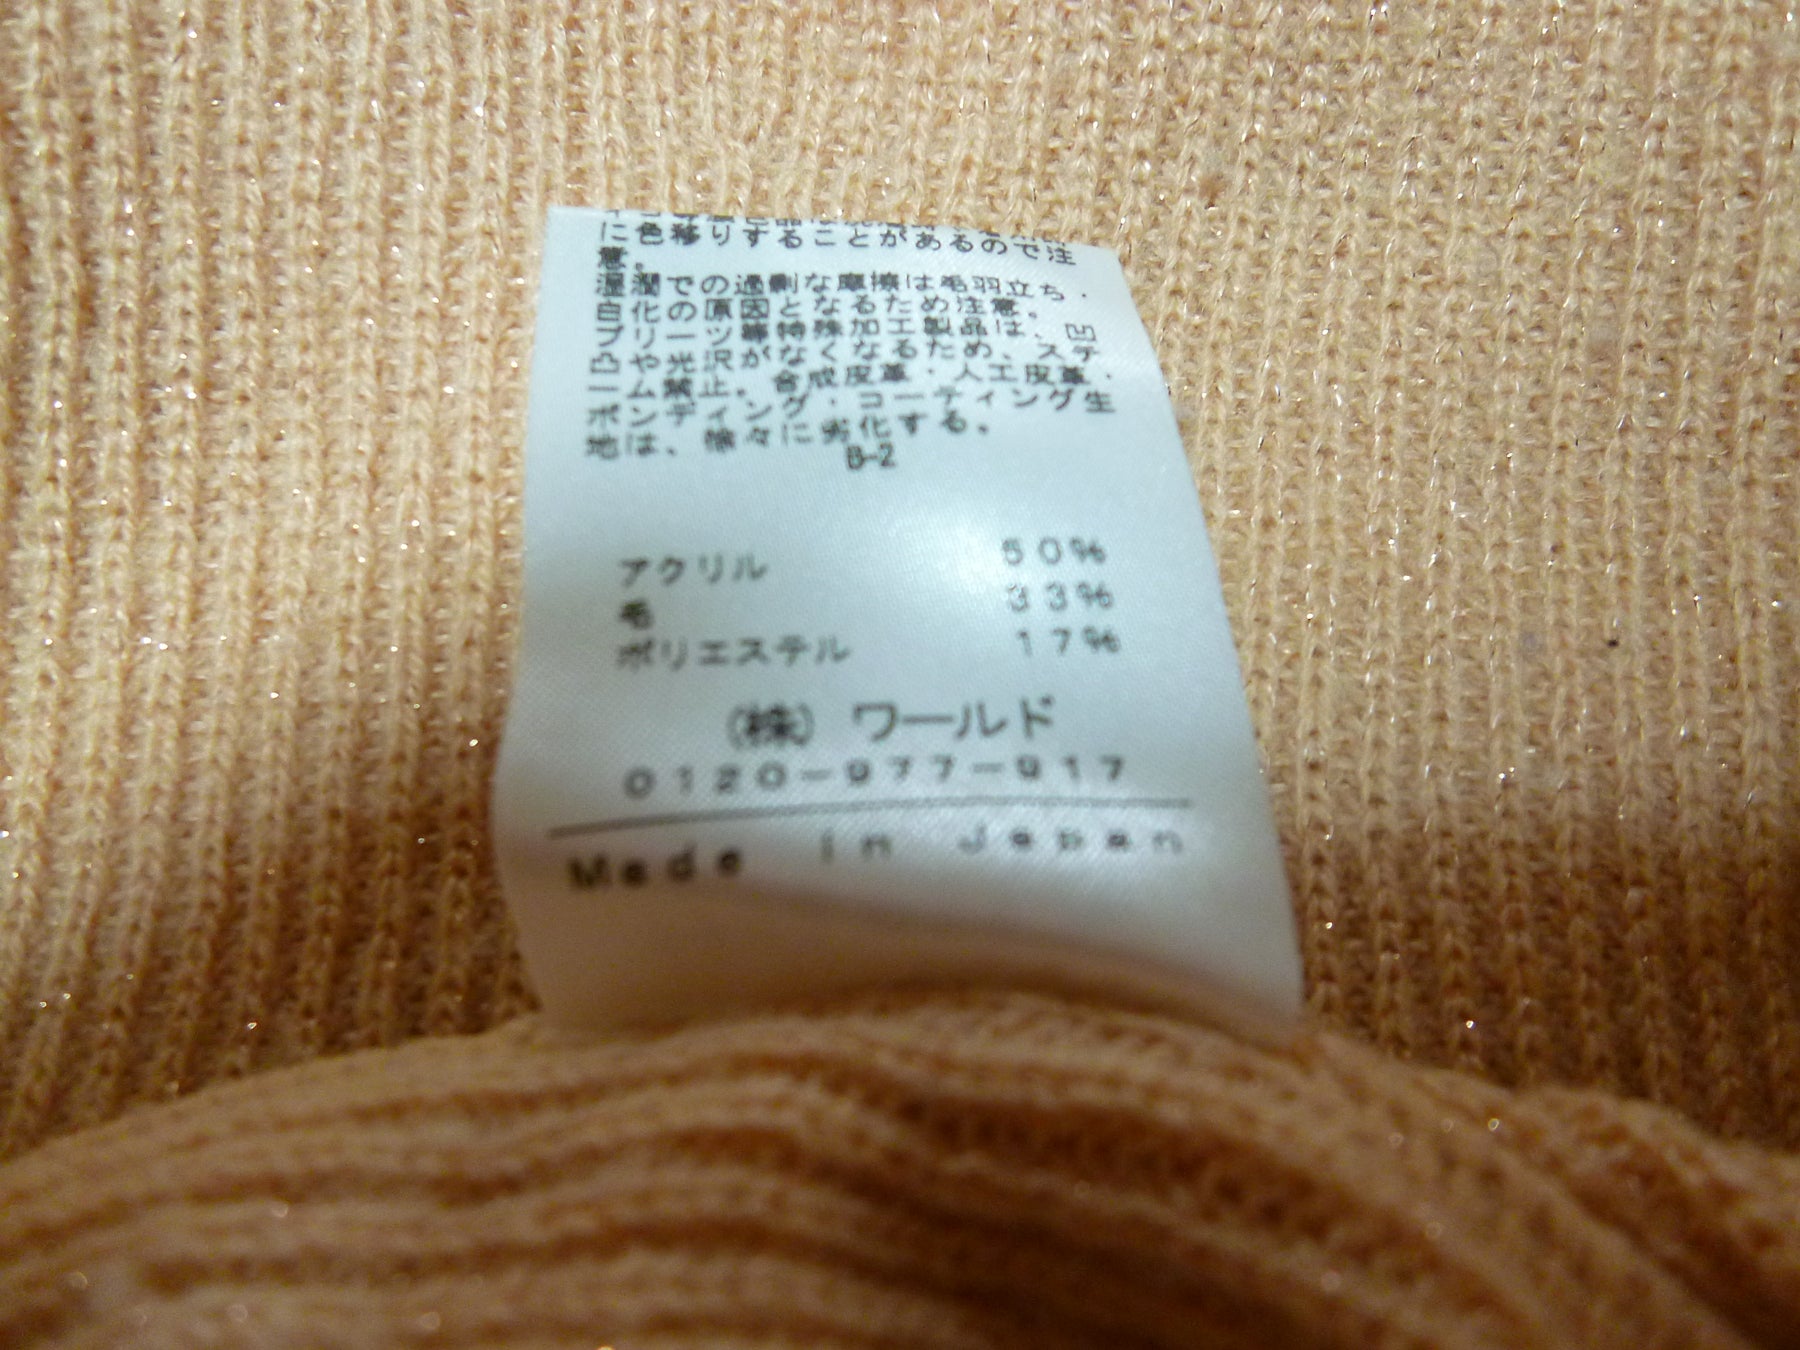 に色移りすることがあるので注
意。
湿潤での過剰な摩擦は毛羽立ち・
白化の原因となるため注意。
プリーツ等特殊加工製品は、凹
凸や光沢がなくなるため、スチ
ーム禁止。合成皮革・人工皮革・
ボンディング・コーティング生
地は、徐々に劣化する。
B-2
アクリル 50%
毛 33%
ポリエステル 17%
(株) ワールド
0120-977-917
Made in Japan